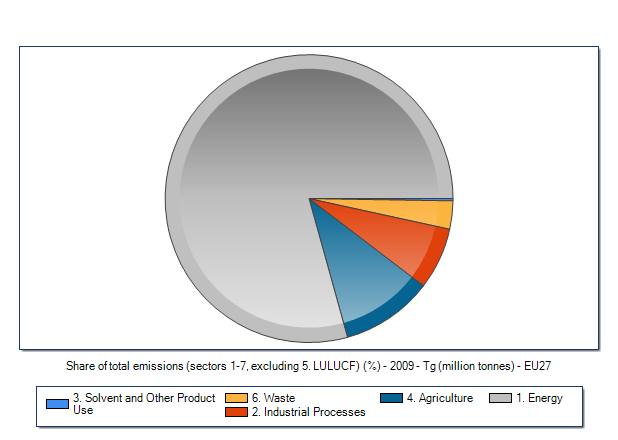 Share of total emissions (sectors 1-7, excluding 5. LULUCF) (%) - 2009 - Tg (million tonnes) - EU27
3. Solvent and Other Product
Use
6. Waste
2. Industrial Processes
4. Agriculture
1. Energy